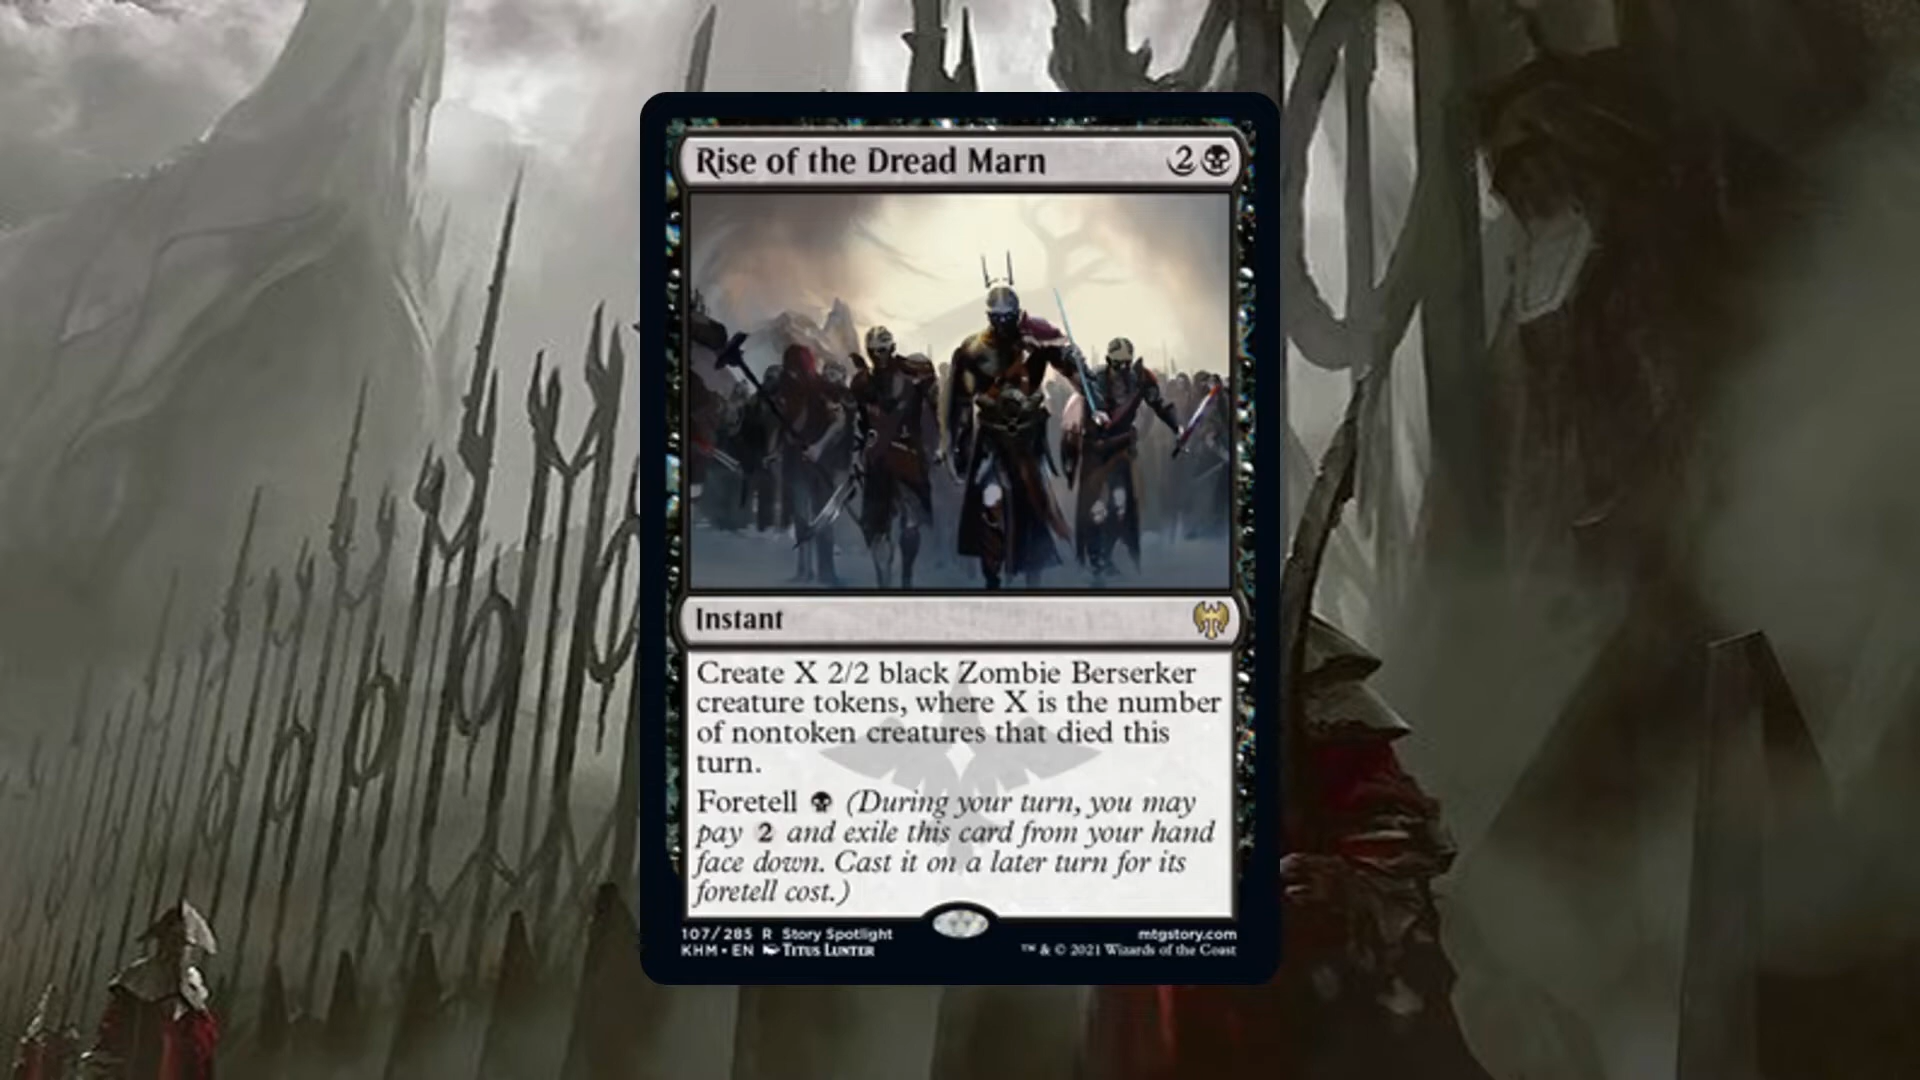 Rise of the Dread Marn 2
Instant
Create X 2/2 black Zombie Berserker
creature tokens, where X is the number
of nontoken creatures that died this
turn.
Foretell (During your turn, you may
pay 2 and exile this card from your hand
face down. Cast it on a later turn for its
foretell cost.)
107/285 R Story Spotlight
KHM • EN Titus Lunter
mtgstory.com
™ & © 2021 Wizards of the Coast